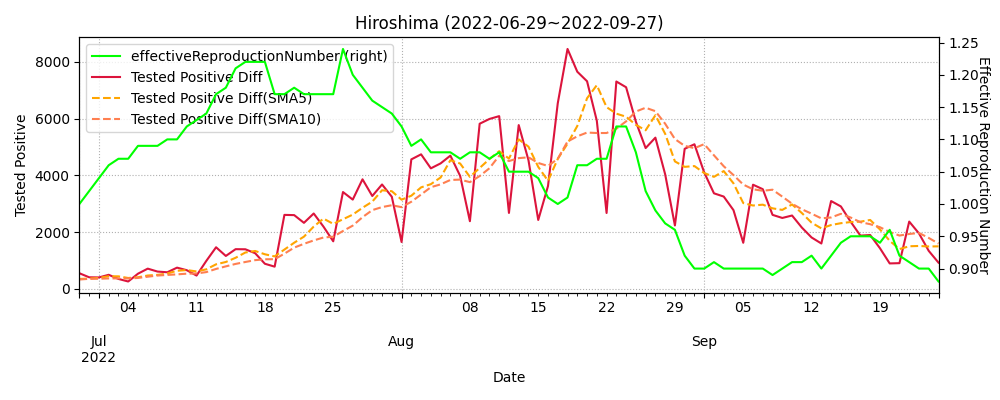 Hiroshima (2022-06-29~2022-09-27)
effectiveReproductionNumber (right)
Tested Positive Diff
Tested Positive Diff(SMA5)
Tested Positive Diff(SMA10)
Tested Positive
8000
6000
4000
2000
0
1.25
1.20
1.15
1.10
1.05
1.00
0.95
0.90
Effective Reproduction Number
04 11 18 25 08 15 22 29 05 12 19
Jul Aug Sep
2022
Date